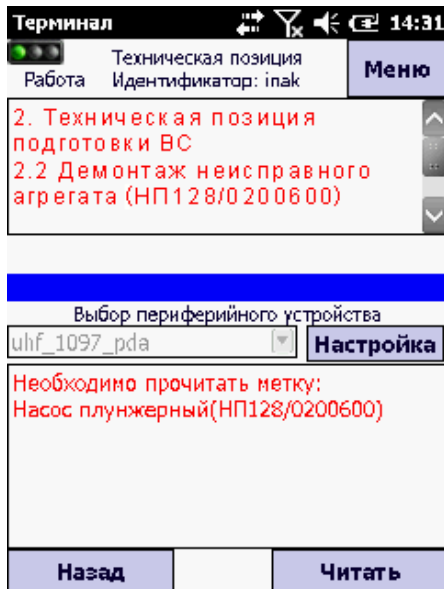 Терминал 14:31
Техническая позиция
Работа Идентификатор: inak
Меню
2. Техническая позиция
подготовки ВС
2.2 Демонтаж неисправного
агрегата (НП128/0200600)
Выбор периферийного устройства
uhf_1097_pda
Настройка
Необходимо прочитать метку:
Насос плунжерный(НП128/0200600)
Назад
Читать